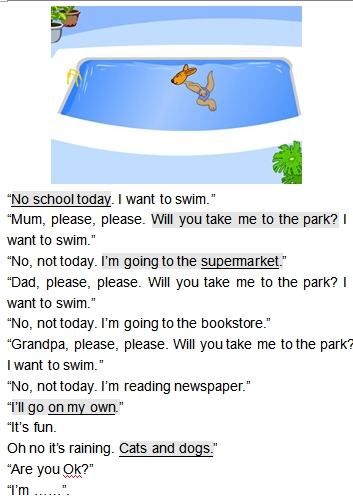 “No school today. I want to swim.”
“Mum, please, please. Will you take me to the park? I
want to swim.”
“No, not today. I’m going to the supermarket.”
“Dad, please, please. Will you take me to the park? I
want to swim.”
“No, not today. I’m going to the bookstore.”
“Grandpa, please, please. Will you take me to the park?
I want to swim.”
“No, not today. I’m reading newspaper.”
“I’ll go on my own.”
“It’s fun.
Oh no it’s raining. Cats and dogs.”
“Are you Ok?”
“I’m ……”.